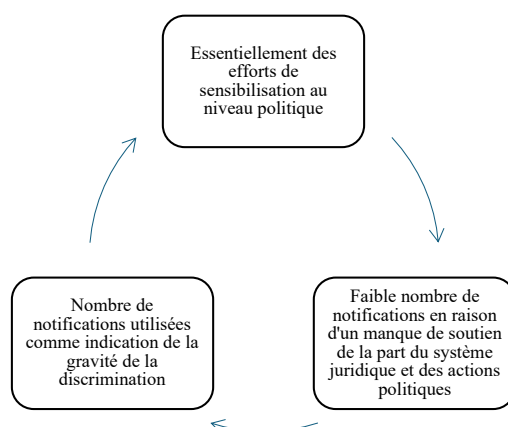 Essentiellement des
efforts de
sensibilisation au
niveau politique
Faible nombre de
notifications en raison
d'un manque de soutien
de la part du système
juridique et des actions
politiques
Nombre de
notifications utilisées
comme indication de la
gravité de la
discrimination